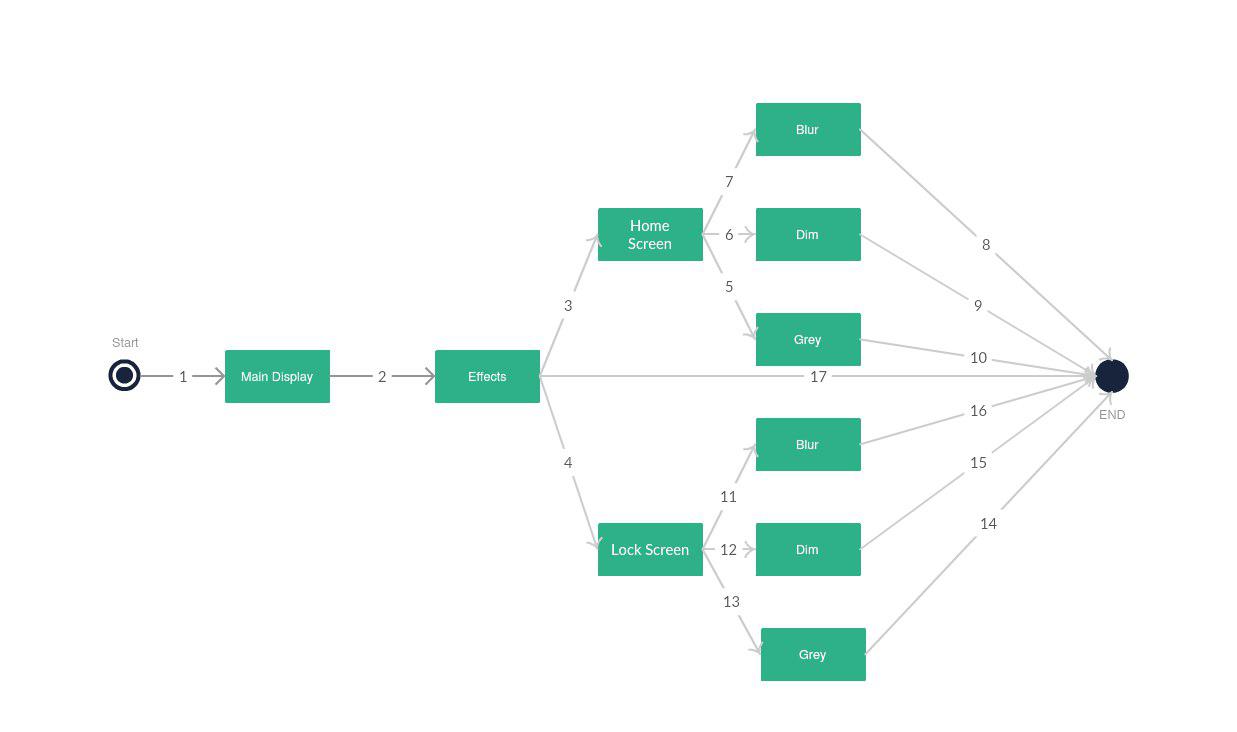 Blur
7
Home
Screen
6
Dim
8
5
9
3
Grey
Start
10
1
Main Display
2
Effects
17
END
16
Blur
4
15
11
14
Lock Screen
12
Dim
13
Grey